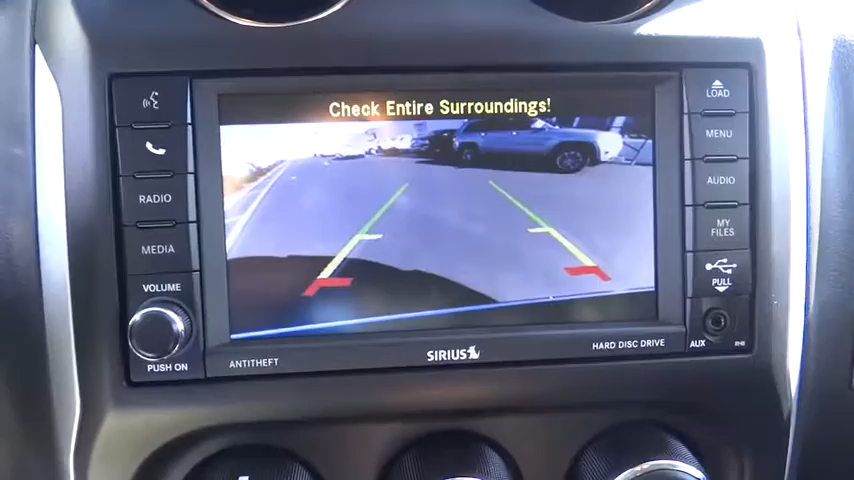 Check Entire Surroundings!
RADIO
MEDIA
VOLUME
PUSH ON
LOAD
MENU
AUDIO
MY
FILES
PULL
AUX
RHB
ANTITHEFT
SIRIUS
HARD DISC DRIVE